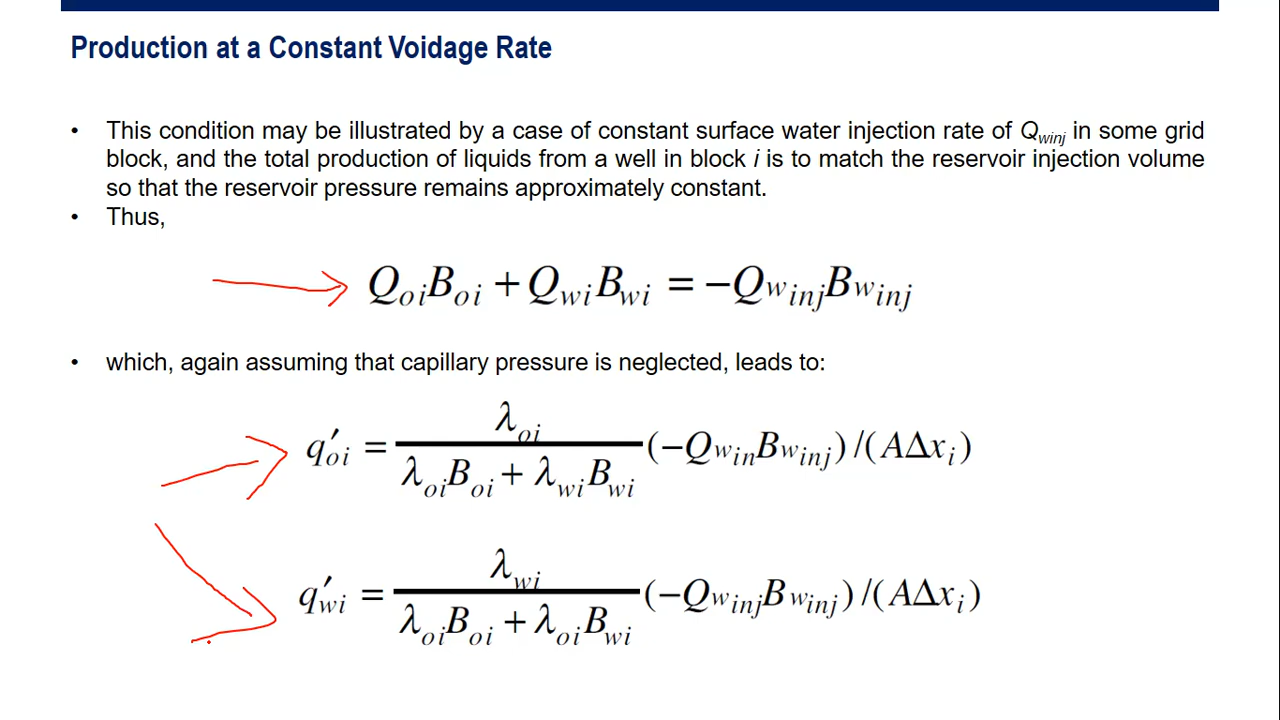 Production at a Constant Voidage Rate
• This condition may be illustrated by a case of constant surface water injection rate of Qwinj in some grid
block, and the total production of liquids from a well in block i is to match the reservoir injection volume
so that the reservoir pressure remains approximately constant.
• Thus,
QoiBoi + QwiBwi = −QwinjBwinj
• which, again assuming that capillary pressure is neglected, leads to:
q′oi = λoi / (λoiBoi + λwiBwi) (−QwinBwinj) /(AΔxi)
q′wi = λwi / (λoiBoi + λoiBwi) (−QwinjBwinj) /(AΔxi)